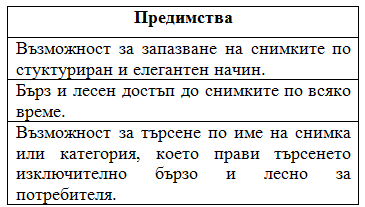 Предимства
Възможност за запазване на снимките по
стуктуриран и елегантен начин.
Бърз и лесен достъп до снимките по всяко
време.
Възможност за търсене по име на снимка
или категория, което прави търсенето
изключително бързо и лесно за
потребителя.